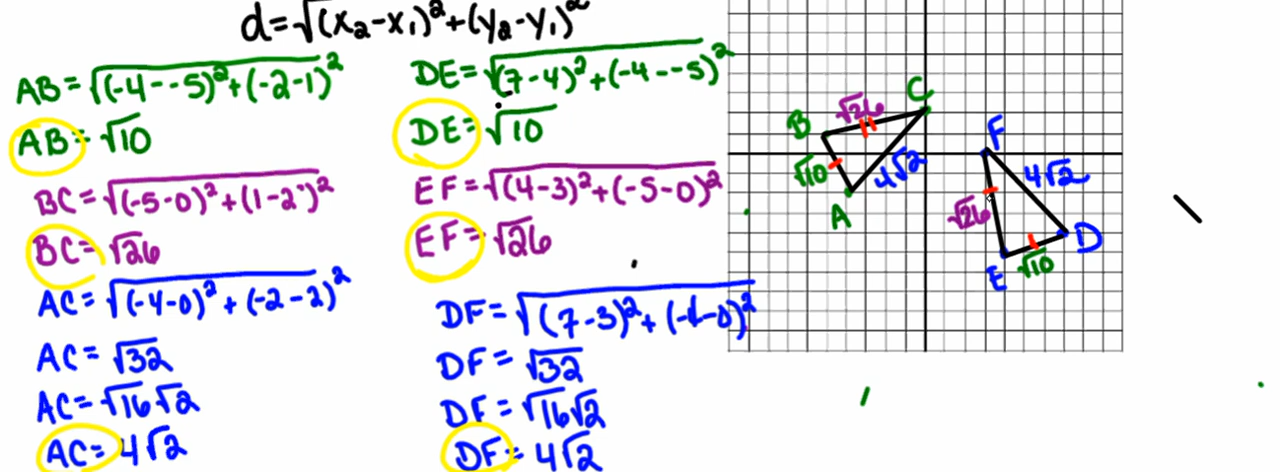 d=√(x₂-x₁)²+(y₂-y₁)²
AB=√(-4--5)²+(-2-1)²
AB=√10
BC=√(-5-0)²+(1-2)²
BC=√26
AC=√(-4-0)²+(-2-2)²
AC=√32
AC=√16√2
AC=4√2
DE=√(7-4)²+(-4--5)²
DE=√10
EF=√(4-3)²+(-5-0)²
EF=√26
DF=√(7-3)²+(-4-0)²
DF=√32
DF=√16√2
DF=4√2
C
√26
B
√10
4√2
A
F
4√2
√26
D
E
√10